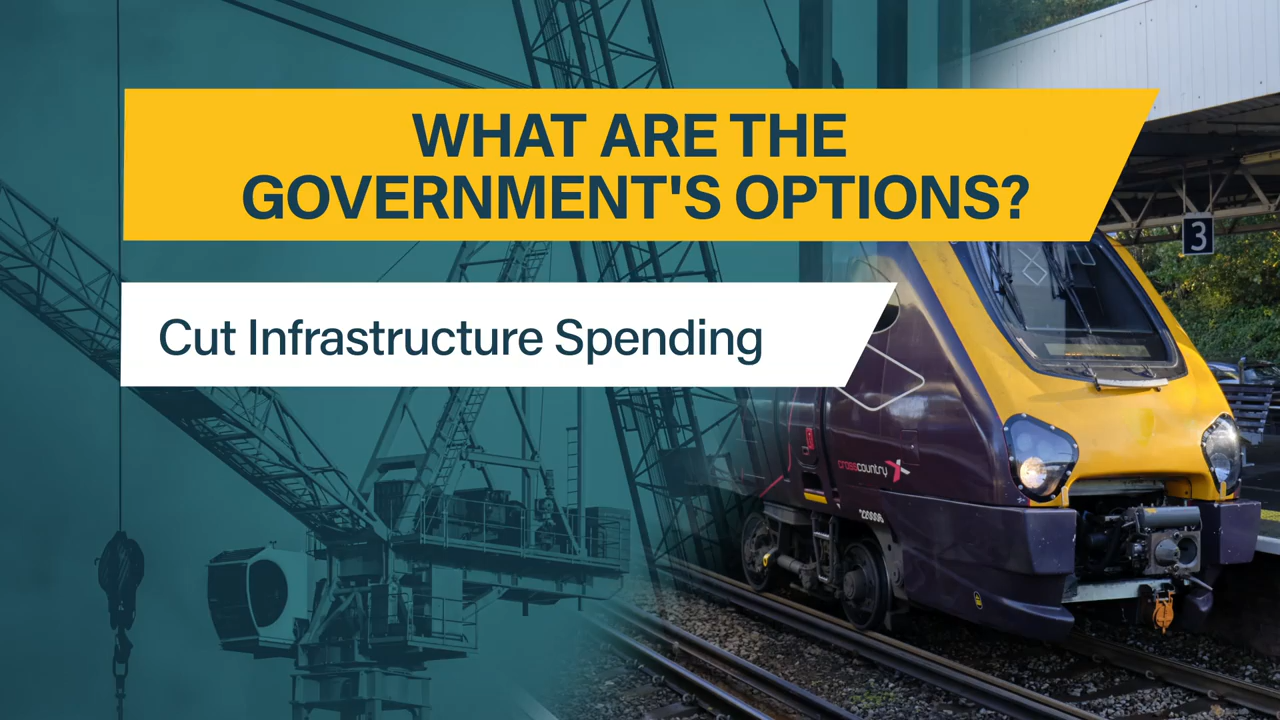 WHAT ARE THE
GOVERNMENT'S OPTIONS?
3
Cut Infrastructure Spending
crosscountry